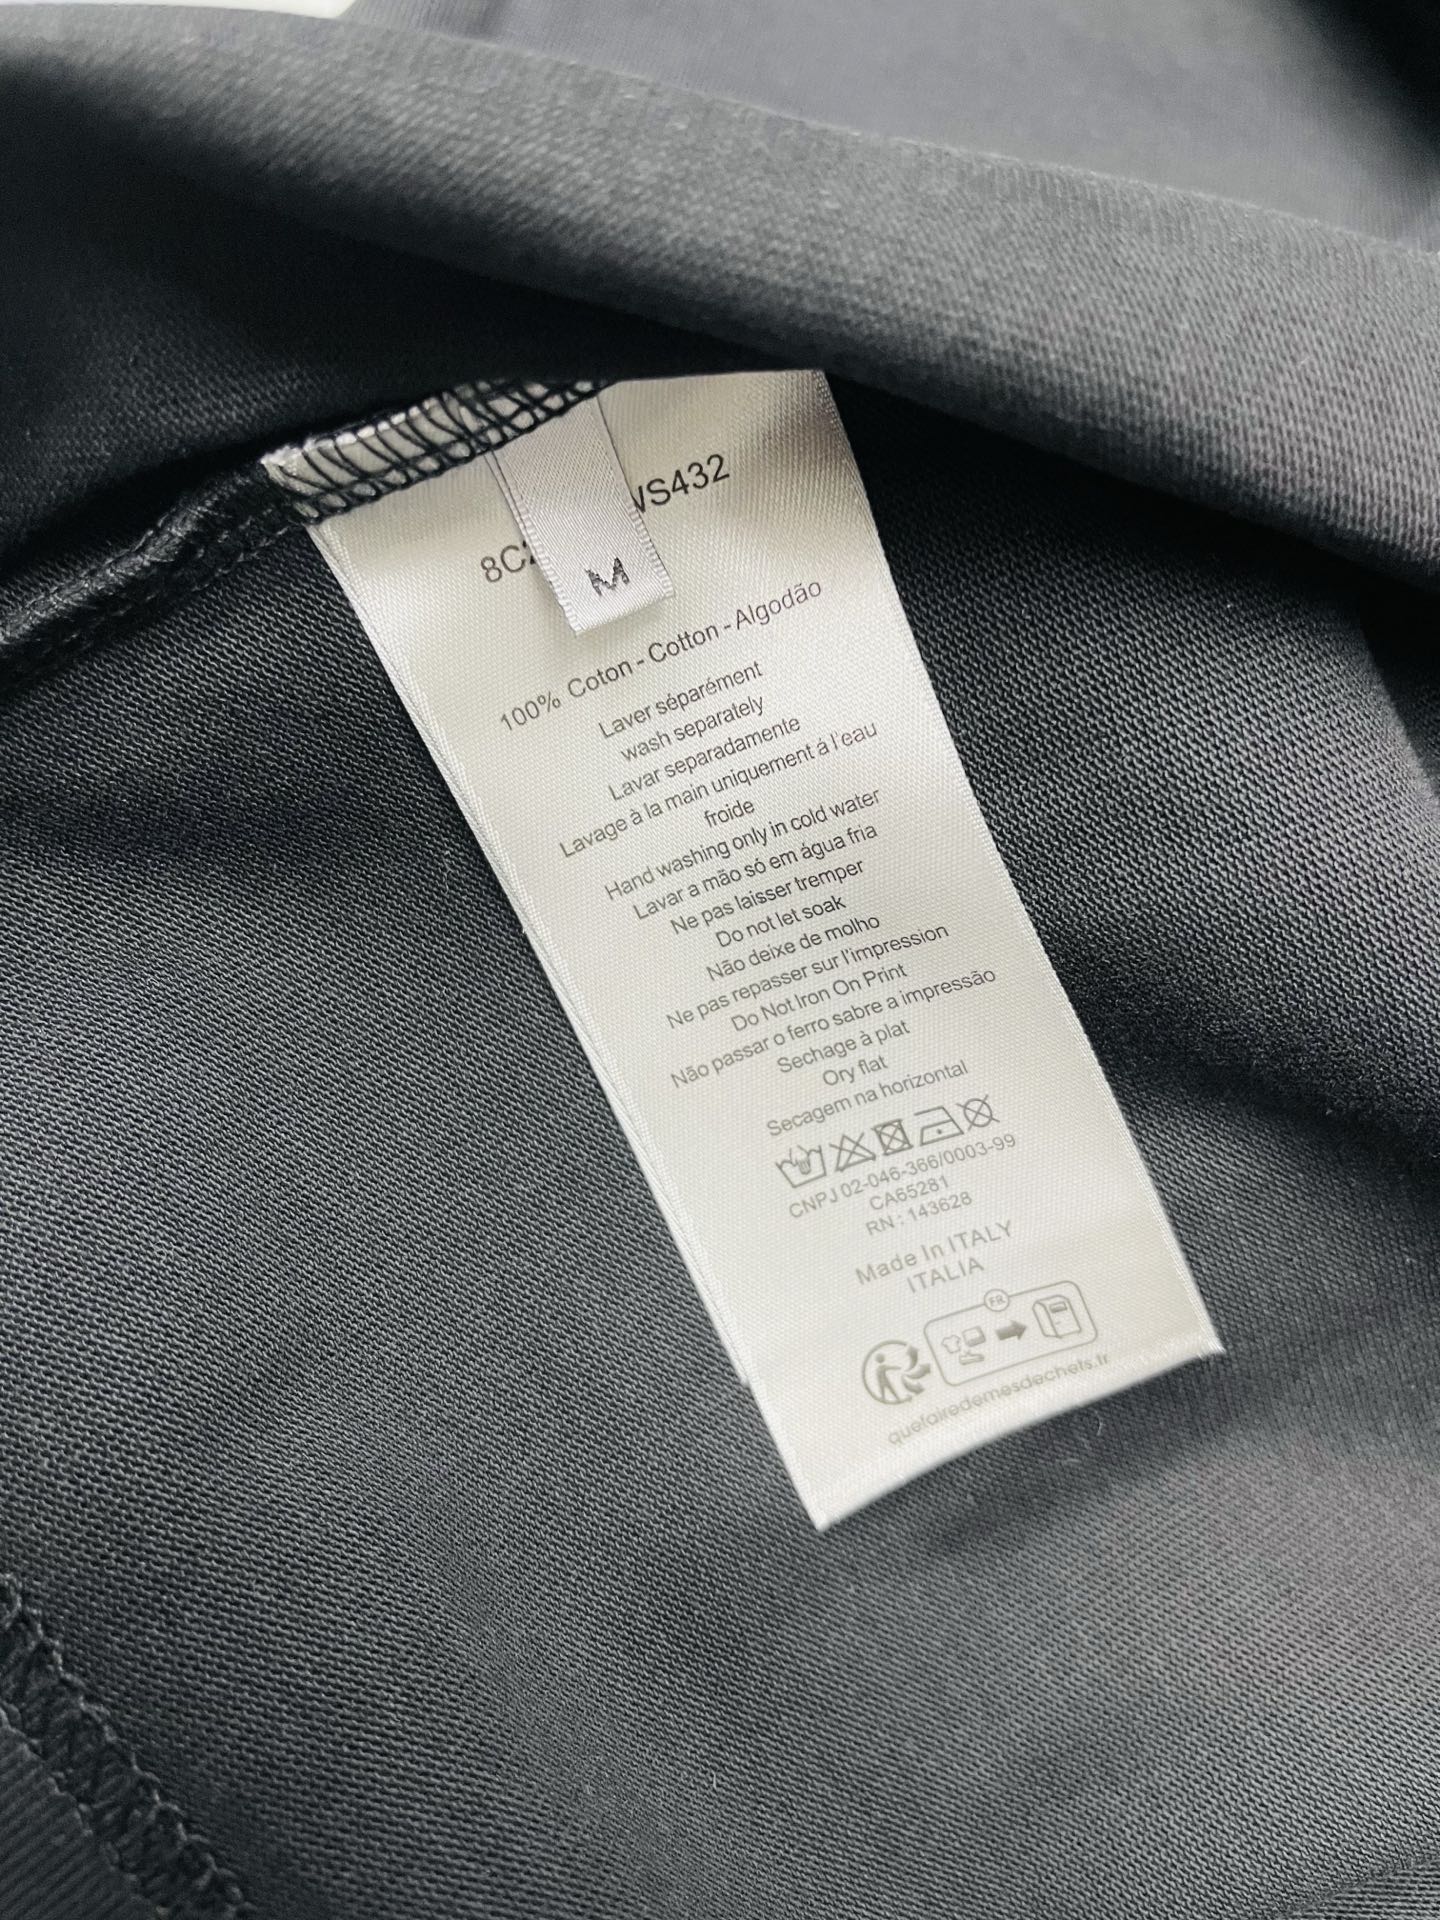 8C2 VS432
M
100% Coton - Cotton - Algodão
Laver séparément
wash separately
Lavar separadamente
Lavage à la main uniquement á l'eau
froide
Hand washing only in cold water
Lavar a mão só em água fria
Ne pas laisser tremper
Do not let soak
Não deixe de molho
Ne pas repasser sur l'impression
Do Not Iron On Print
Não passar o ferro sabre a impressão
Sechage à plat
Ory flat
Secagem na horizontal
CNPJ 02-046-366/0003-99
CA65281
RN : 143628
Made In ITALY
ITALIA
FR
quefairedemesdechets.fr